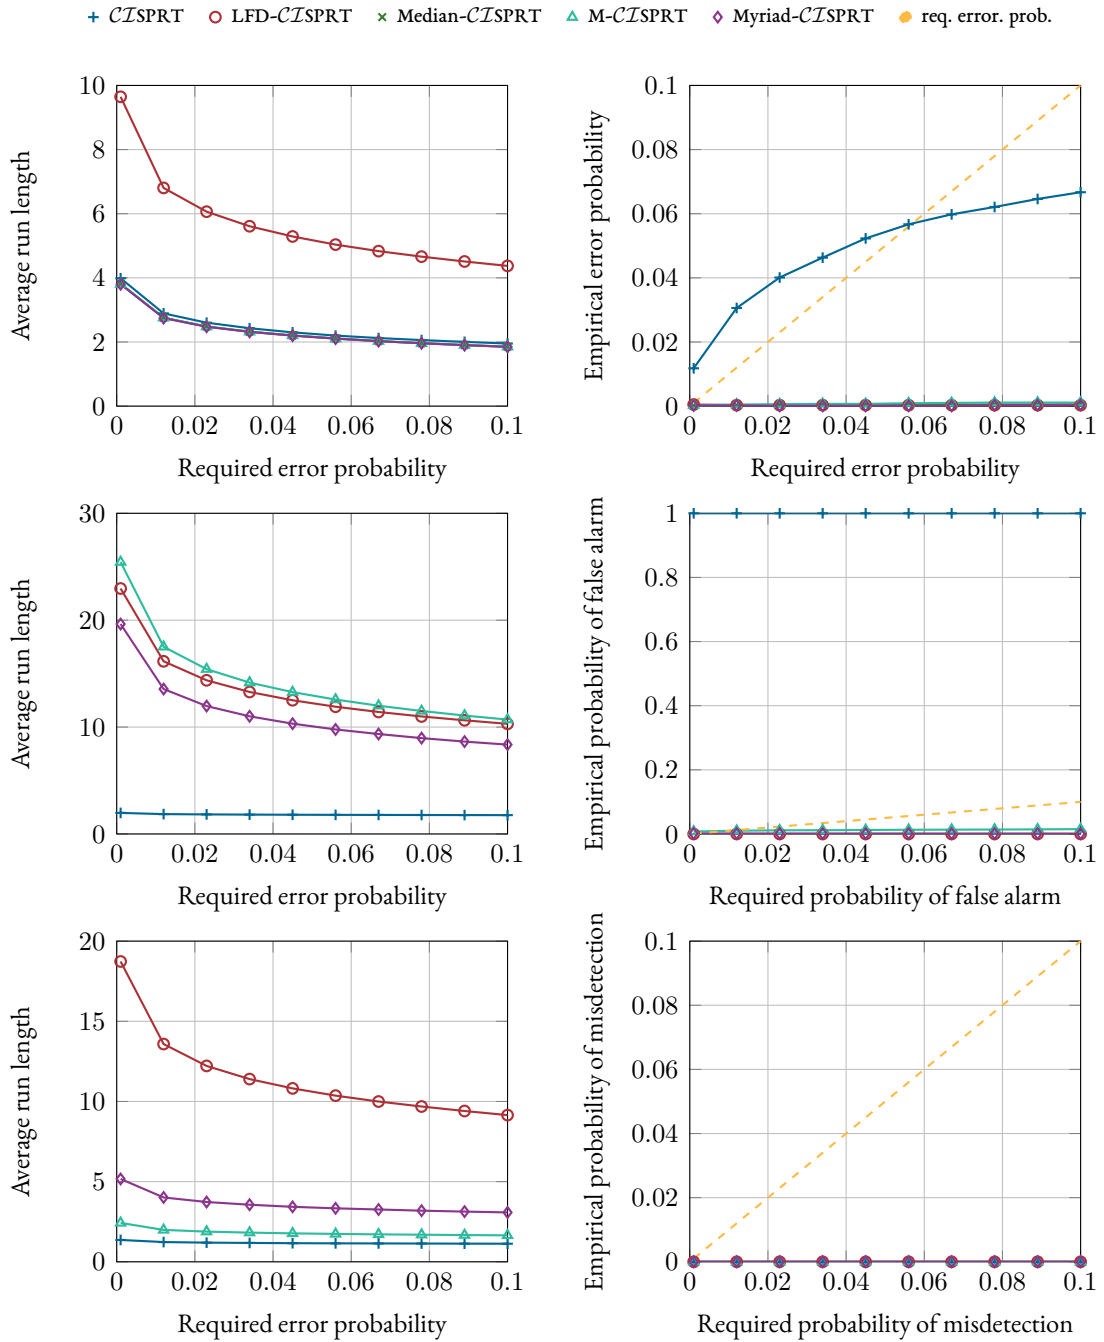 𝒞ℐSPRT LFD-𝒞ℐSPRT Median-𝒞ℐSPRT M-𝒞ℐSPRT Myriad-𝒞ℐSPRT req. error. prob.
Average run length
10
8
6
4
2
0
0 0.02 0.04 0.06 0.08 0.1
Required error probability
Empirical error probability
0.1
0.08
0.06
0.04
0.02
0
0 0.02 0.04 0.06 0.08 0.1
Required error probability
Average run length
30
20
10
0
0 0.02 0.04 0.06 0.08 0.1
Required error probability
Empirical probability of false alarm
1
0.8
0.6
0.4
0.2
0
0 0.02 0.04 0.06 0.08 0.1
Required probability of false alarm
Average run length
20
15
10
5
0
0 0.02 0.04 0.06 0.08 0.1
Required error probability
Empirical probability of misdetection
0.1
0.08
0.06
0.04
0.02
0
0 0.02 0.04 0.06 0.08 0.1
Required probability of misdetection